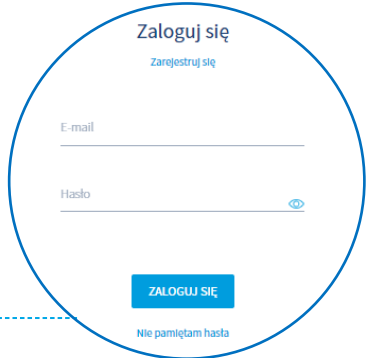 Zaloguj się
Zarejestruj się
E-mail
Hasło
ZALOGUJ SIĘ
Nie pamiętam hasła